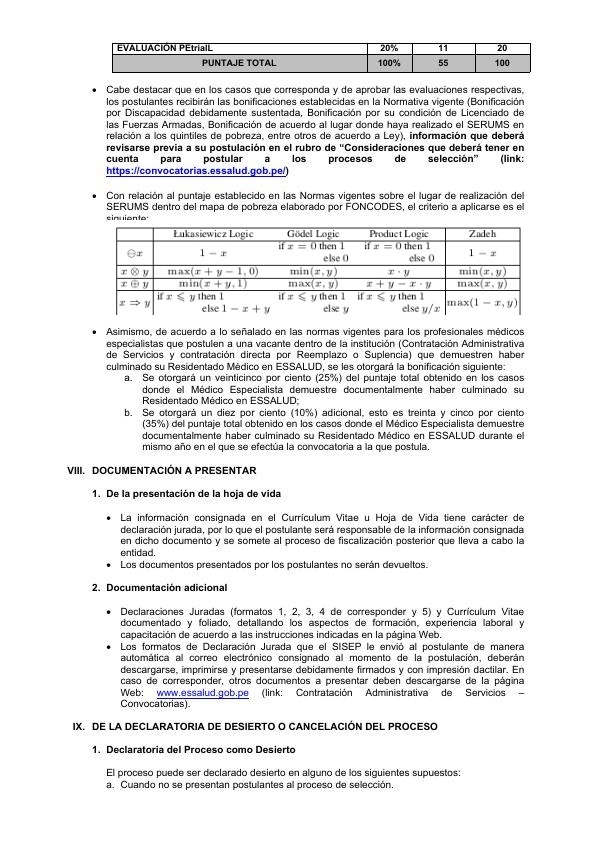 EVALUACIÓN PEtrialL 20% 11 20
PUNTAJE TOTAL 100% 55 100
• Cabe destacar que en los casos que corresponda y de aprobar las evaluaciones respectivas,
los postulantes recibirán las bonificaciones establecidas en la Normativa vigente (Bonificación
por Discapacidad debidamente sustentada, Bonificación por su condición de Licenciado de
las Fuerzas Armadas, Bonificación de acuerdo al lugar donde haya realizado el SERUMS en
relación a los quintiles de pobreza, entre otros de acuerdo a Ley), información que deberá
revisarse previa a su postulación en el rubro de “Consideraciones que deberá tener en
cuenta para postular a los procesos de selección” (link:
https://convocatorias.essalud.gob.pe/)
• Con relación al puntaje establecido en las Normas vigentes sobre el lugar de realización del
SERUMS dentro del mapa de pobreza elaborado por FONCODES, el criterio a aplicarse es el
siguiente:
Łukasiewicz Logic Gödel Logic Product Logic Zadeh
⊖x 1 − x if x = 0 then 1 else 0 if x = 0 then 1 else 0 1 − x
x ⊗ y max(x + y − 1, 0) min(x, y) x · y min(x, y)
x ⊕ y min(x + y, 1) max(x, y) x + y − x · y max(x, y)
x ⇒ y if x ⩽ y then 1 else 1 − x + y if x ⩽ y then 1 else y if x ⩽ y then 1 else y/x max(1 − x, y)
• Asimismo, de acuerdo a lo señalado en las normas vigentes para los profesionales médicos
especialistas que postulen a una vacante dentro de la institución (Contratación Administrativa
de Servicios y contratación directa por Reemplazo o Suplencia) que demuestren haber
culminado su Residentado Médico en ESSALUD, se les otorgará la bonificación siguiente:
a. Se otorgará un veinticinco por ciento (25%) del puntaje total obtenido en los casos
donde el Médico Especialista demuestre documentalmente haber culminado su
Residentado Médico en ESSALUD;
b. Se otorgará un diez por ciento (10%) adicional, esto es treinta y cinco por ciento
(35%) del puntaje total obtenido en los casos donde el Médico Especialista demuestre
documentalmente haber culminado su Residentado Médico en ESSALUD durante el
mismo año en el que se efectúa la convocatoria a la que postula.
VIII. DOCUMENTACIÓN A PRESENTAR
1. De la presentación de la hoja de vida
• La información consignada en el Currículum Vitae u Hoja de Vida tiene carácter de
declaración jurada, por lo que el postulante será responsable de la información consignada
en dicho documento y se somete al proceso de fiscalización posterior que lleva a cabo la
entidad.
• Los documentos presentados por los postulantes no serán devueltos.
2. Documentación adicional
• Declaraciones Juradas (formatos 1, 2, 3, 4 de corresponder y 5) y Currículum Vitae
documentado y foliado, detallando los aspectos de formación, experiencia laboral y
capacitación de acuerdo a las instrucciones indicadas en la página Web.
• Los formatos de Declaración Jurada que el SISEP le envió al postulante de manera
automática al correo electrónico consignado al momento de la postulación, deberán
descargarse, imprimirse y presentarse debidamente firmados y con impresión dactilar. En
caso de corresponder, otros documentos a presentar deben descargarse de la página
Web: www.essalud.gob.pe (link: Contratación Administrativa de Servicios –
Convocatorias).
IX. DE LA DECLARATORIA DE DESIERTO O CANCELACIÓN DEL PROCESO
1. Declaratoria del Proceso como Desierto
El proceso puede ser declarado desierto en alguno de los siguientes supuestos:
a. Cuando no se presentan postulantes al proceso de selección.